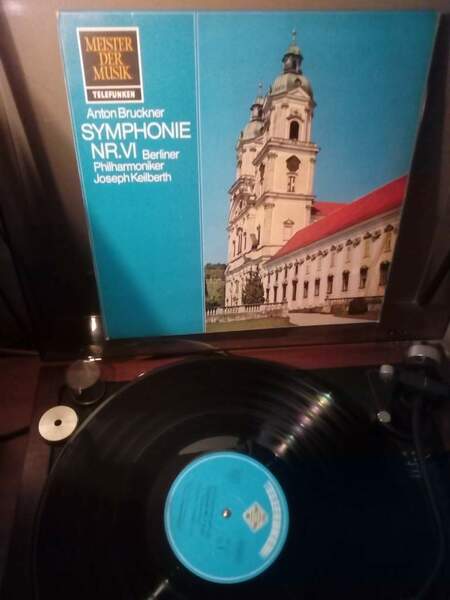 MEISTER
DER
MUSIK
TELEFUNKEN
Anton Bruckner
SYMPHONIE
NR.VI Berliner
Philharmoniker
Joseph Keilberth